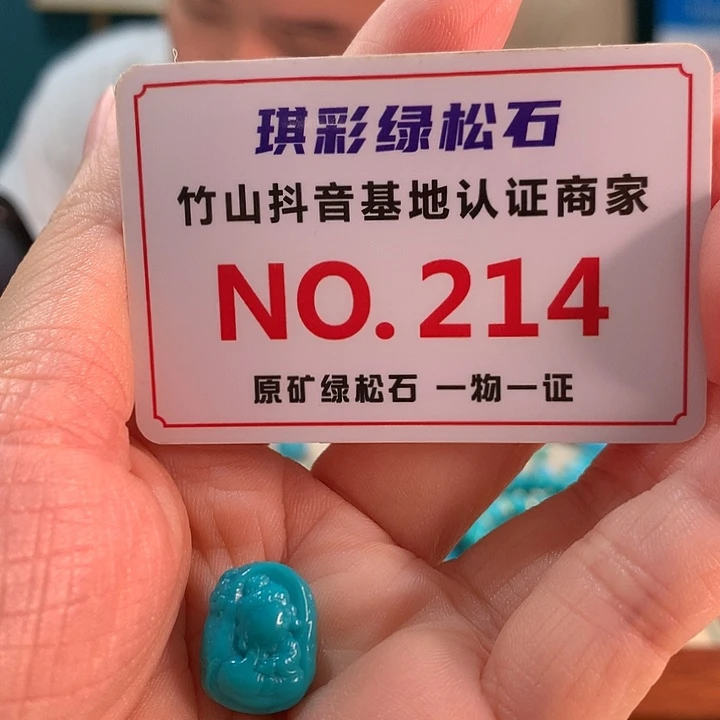 琪彩绿松石
竹山抖音基地认证商家
NO.214
原矿绿松石 一物一证